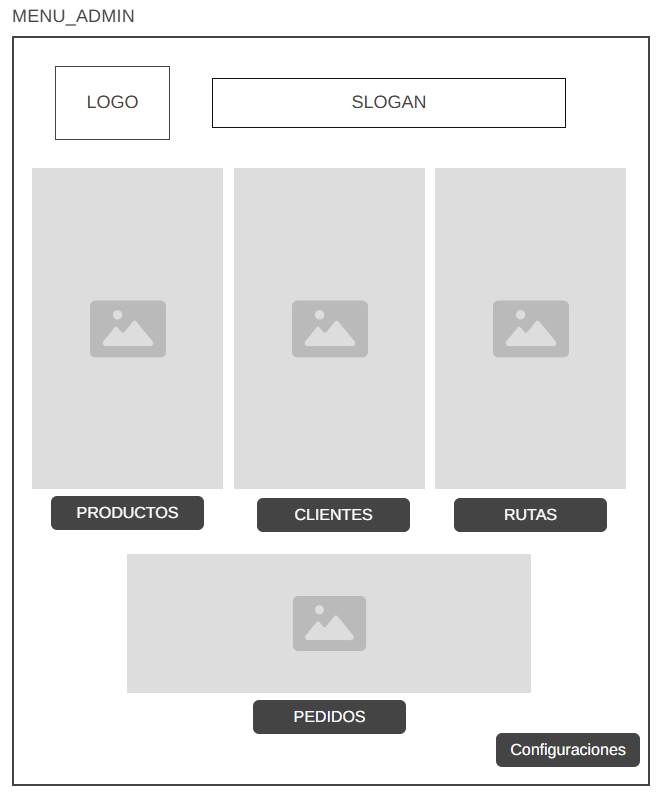 MENU_ADMIN
LOGO
SLOGAN
PRODUCTOS
CLIENTES
RUTAS
PEDIDOS
Configuraciones